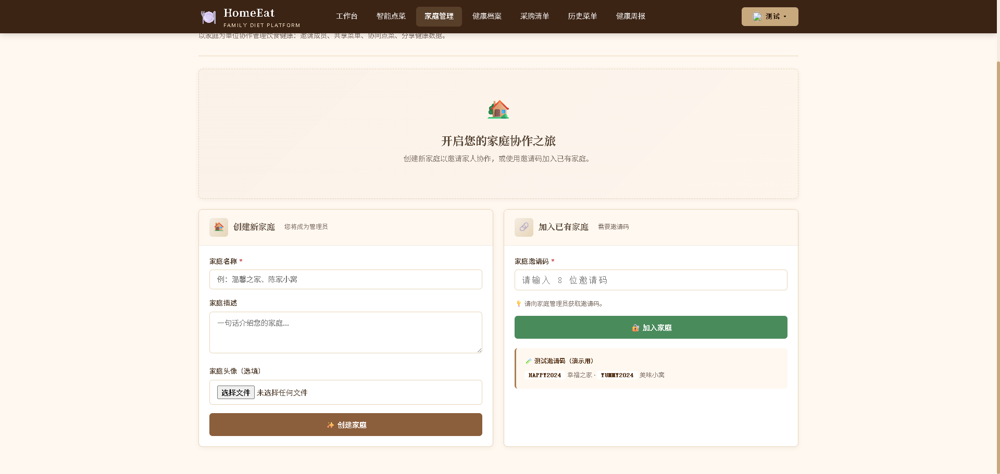 HomeEat
FAMILY DIET PLATFORM
工作台
智能点菜
家庭管理
健康档案
采购清单
历史菜单
健康周报
测试
以家庭为单位协作管理饮食健康：邀请成员、共享菜单、协同点菜、分享健康数据。
开启您的家庭协作之旅
创建新家庭以邀请家人协作，或使用邀请码加入已有家庭。
创建新家庭 您将成为管理员
家庭名称 *
例：温馨之家、陈家小窝
家庭描述
一句话介绍您的家庭...
家庭头像（选填）
选择文件 未选择任何文件
创建家庭
加入已有家庭 需要邀请码
家庭邀请码 *
请输入 8 位邀请码
请向家庭管理员获取邀请码。
加入家庭
测试邀请码（演示用）
HAPPY2024 幸福之家 · YUMMY2024 美味小窝